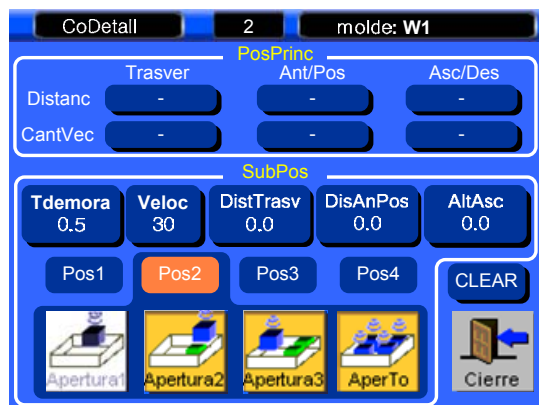 CoDetall 2 molde: W1
PosPrinc
Trasver Ant/Pos Asc/Des
Distanc - - -
CantVec - - -
SubPos
Tdemora Veloc DistTrasv DisAnPos AltAsc
0.5 30 0.0 0.0 0.0
Pos1 Pos2 Pos3 Pos4 CLEAR
Apertura1 Apertura2 Apertura3 AperTo Cierre